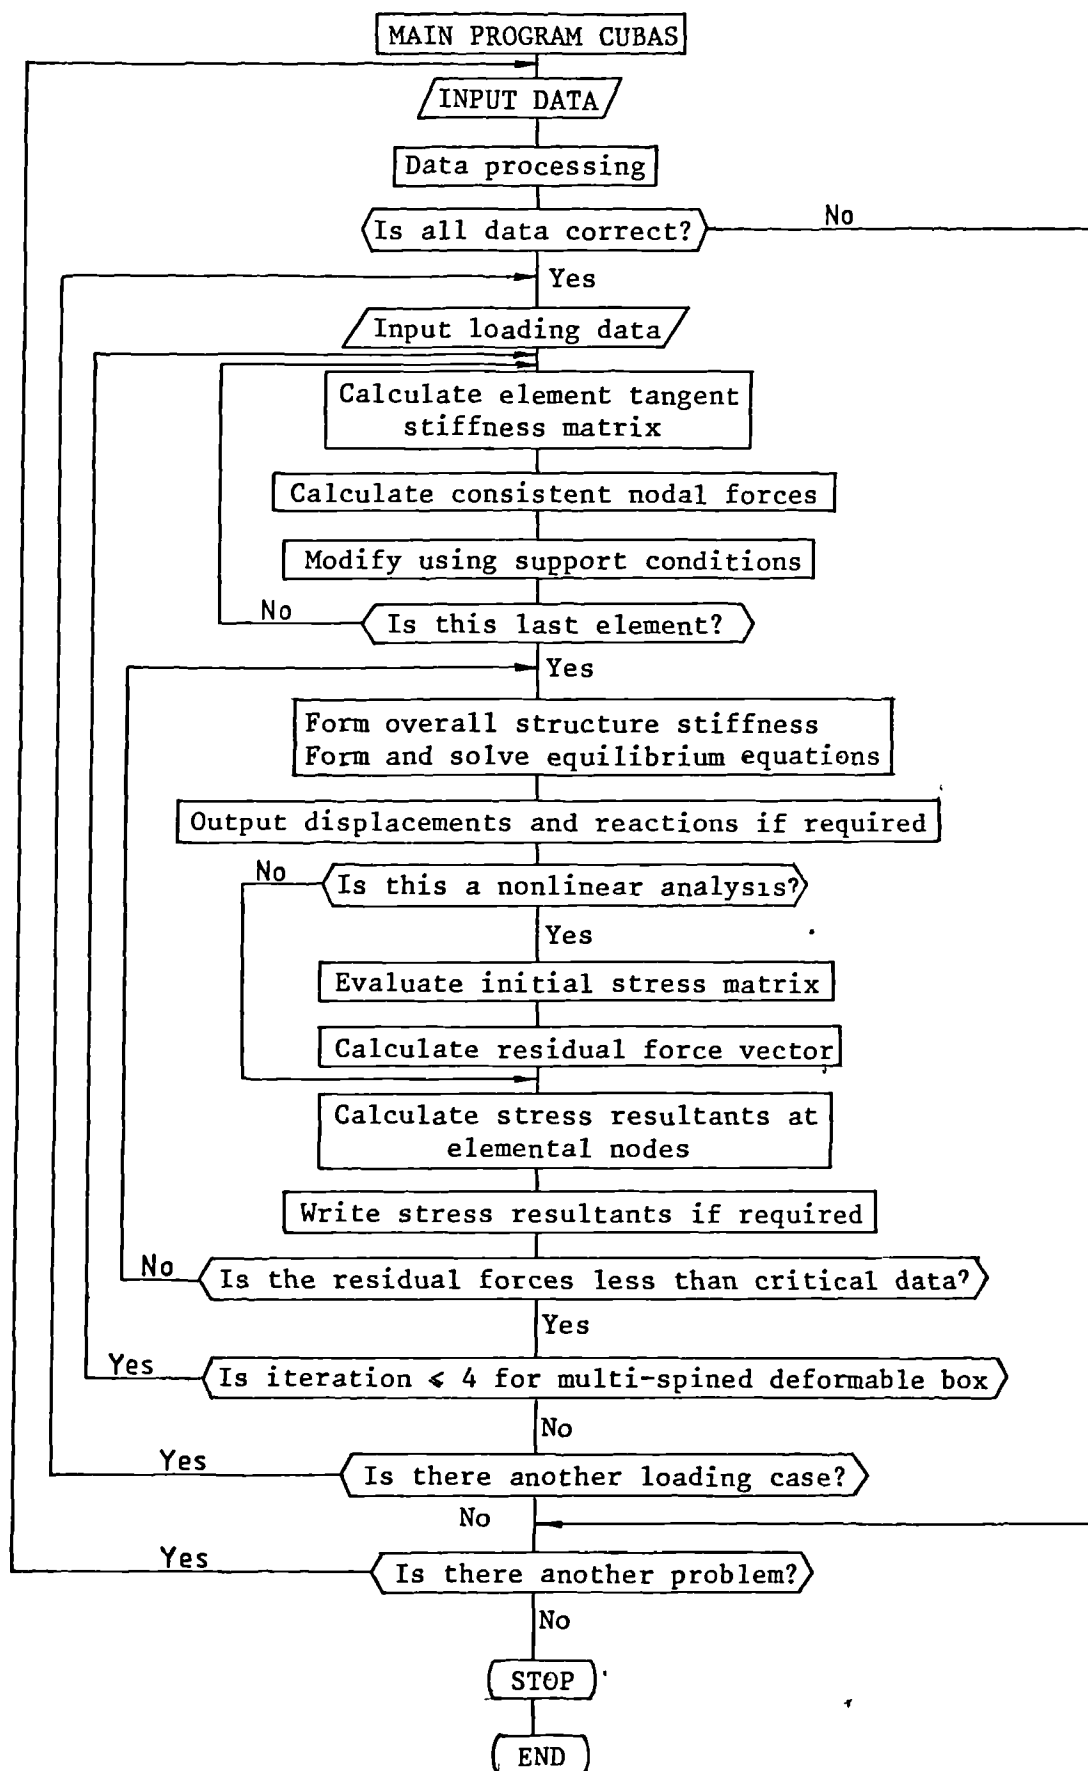 MAIN PROGRAM CUBAS
INPUT DATA
Data processing
Is all data correct?
No
Yes
Input loading data
Calculate element tangent
stiffness matrix
Calculate consistent nodal forces
Modify using support conditions
No
Is this last element?
Yes
Form overall structure stiffness
Form and solve equilibrium equations
Output displacements and reactions if required
No
Is this a nonlinear analysis?
Yes
Evaluate initial stress matrix
Calculate residual force vector
Calculate stress resultants at
elemental nodes
Write stress resultants if required
No
Is the residual forces less than critical data?
Yes
Yes
Is iteration ⩽ 4 for multi-spined deformable box
No
Yes
Is there another loading case?
No
Yes
Is there another problem?
No
STOP
END